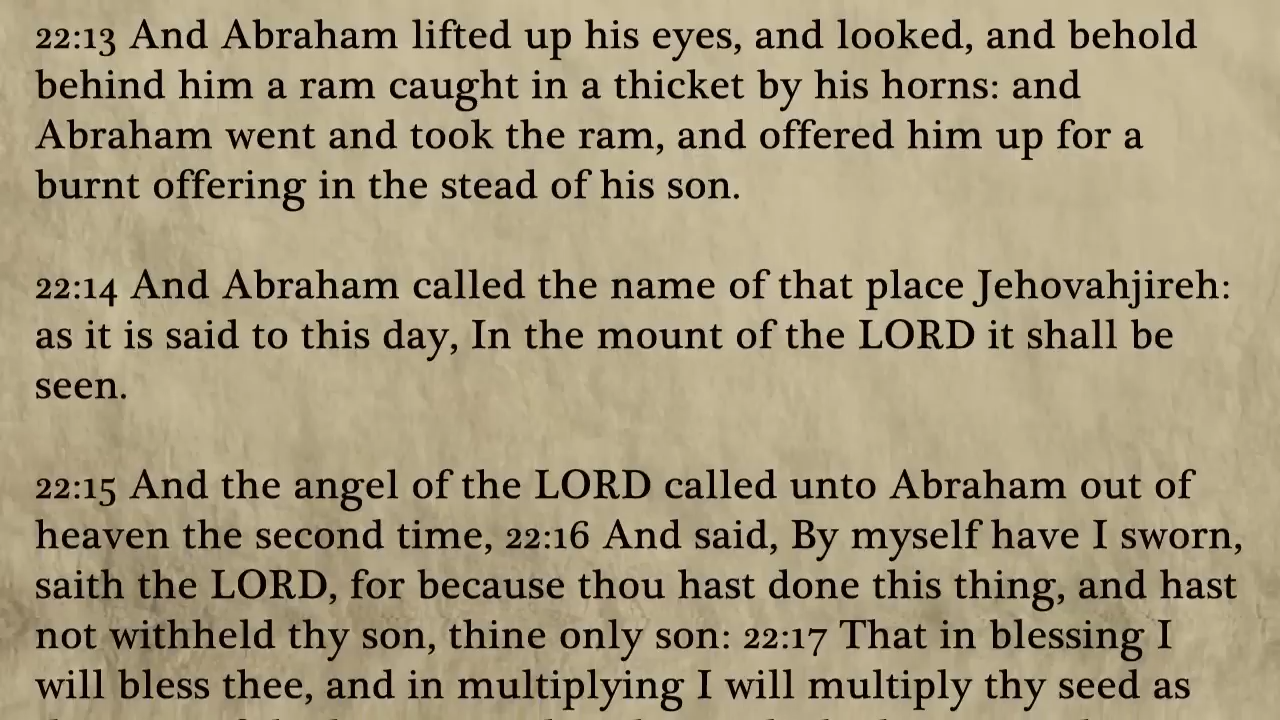 22:13 And Abraham lifted up his eyes, and looked, and behold
behind him a ram caught in a thicket by his horns: and
Abraham went and took the ram, and offered him up for a
burnt offering in the stead of his son.
22:14 And Abraham called the name of that place Jehovahjireh:
as it is said to this day, In the mount of the LORD it shall be
seen.
22:15 And the angel of the LORD called unto Abraham out of
heaven the second time, 22:16 And said, By myself have I sworn,
saith the LORD, for because thou hast done this thing, and hast
not withheld thy son, thine only son: 22:17 That in blessing I
will bless thee, and in multiplying I will multiply thy seed as